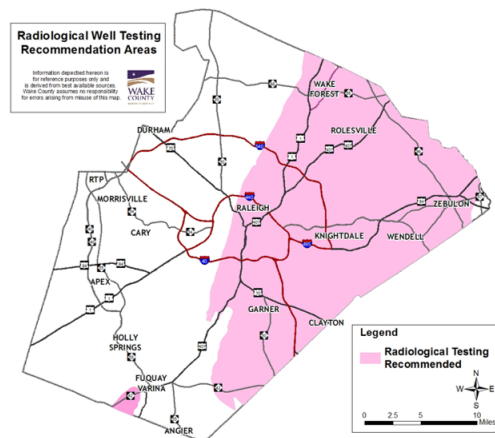 Radiological Well Testing
Recommendation Areas
Information depicted hereon is
for reference purposes only and
is derived from best available sources.
Wake County assumes no responsibility
for errors arising from misuse of this map.
WAKE
COUNTY
WAKE
FOREST
DURHAM
ROLESVILLE
RTP
MORRISVILLE
RALEIGH
ZEBULON
CARY
KNIGHTDALE
WENDELL
APEX
GARNER
CLAYTON
HOLLY
SPRINGS
FUQUAY
VARINA
ANGIER
Legend
Radiological Testing
Recommended
N
W
E
S
0 2.5 5 10
Miles